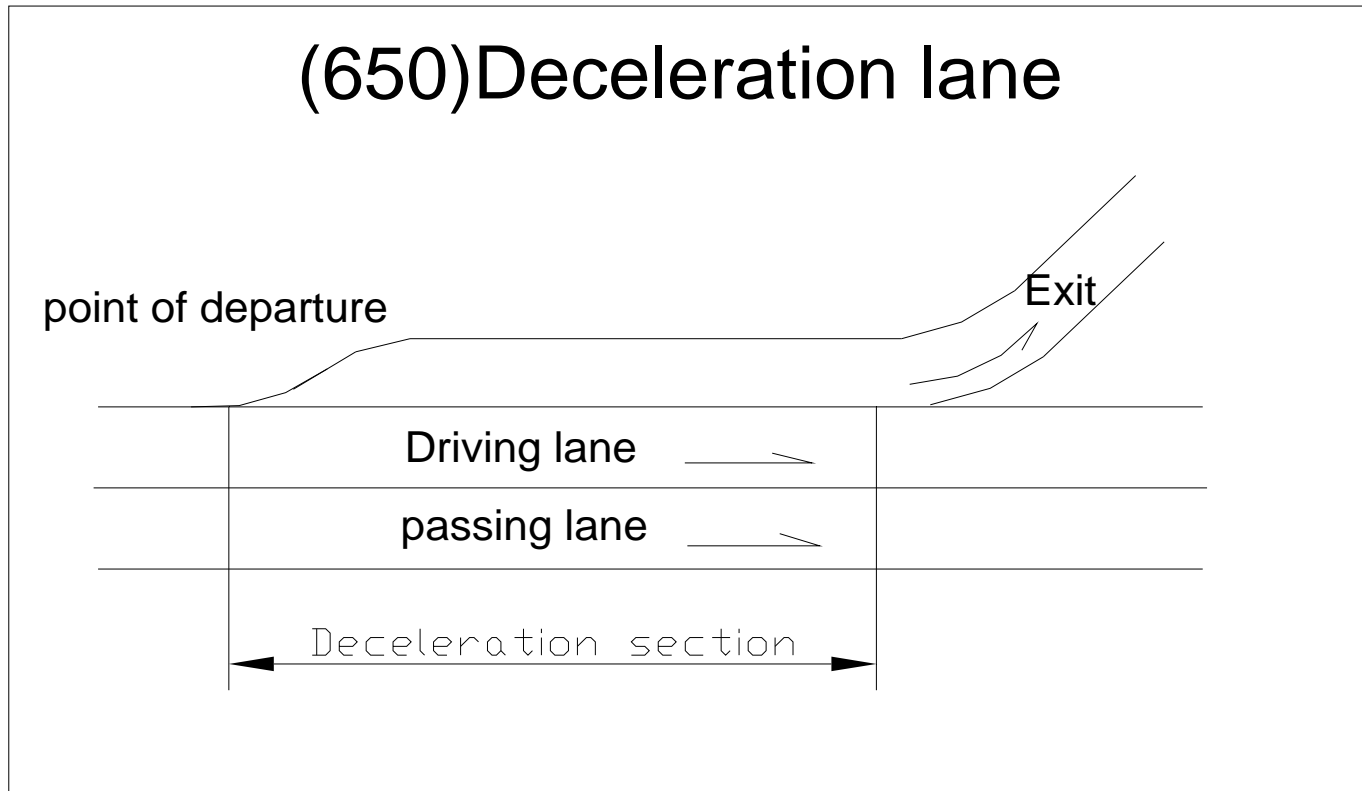 (650)Deceleration lane
point of departure
Exit
Driving lane
passing lane
Deceleration section